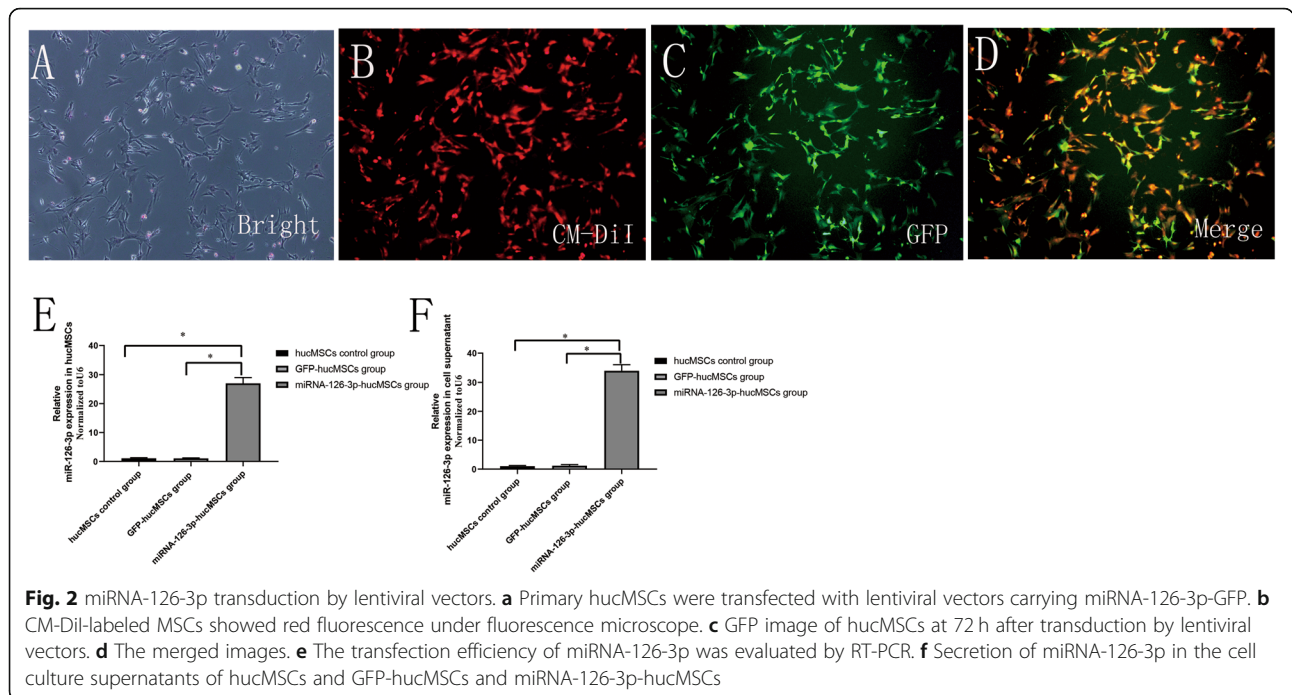 A
Bright
B
CM-DiI
C
GFP
D
Merge
E
Relative
miR-126-3p expression in hucMSCs
Normalized toU6
40
30
20
10
0
*
*
hucMSCs control group
GFP-hucMSCs group
miRNA-126-3p-hucMSCs group
hucMSCs control group
GFP-hucMSCs group
miRNA-126-3p-hucMSCs group
F
Relative
miR-126-3p expression in cell supernatant
Normalized toU6
40
30
20
10
0
*
*
hucMSCs control group
GFP-hucMSCs group
miRNA-126-3p-hucMSCs group
hucMSCs control group
GFP-hucMSCs group
miRNA-126-3p-hucMSCs group
Fig. 2 miRNA-126-3p transduction by lentiviral vectors. a Primary hucMSCs were transfected with lentiviral vectors carrying miRNA-126-3p-GFP. b
CM-DiI-labeled MSCs showed red fluorescence under fluorescence microscope. c GFP image of hucMSCs at 72 h after transduction by lentiviral
vectors. d The merged images. e The transfection efficiency of miRNA-126-3p was evaluated by RT-PCR. f Secretion of miRNA-126-3p in the cell
culture supernatants of hucMSCs and GFP-hucMSCs and miRNA-126-3p-hucMSCs